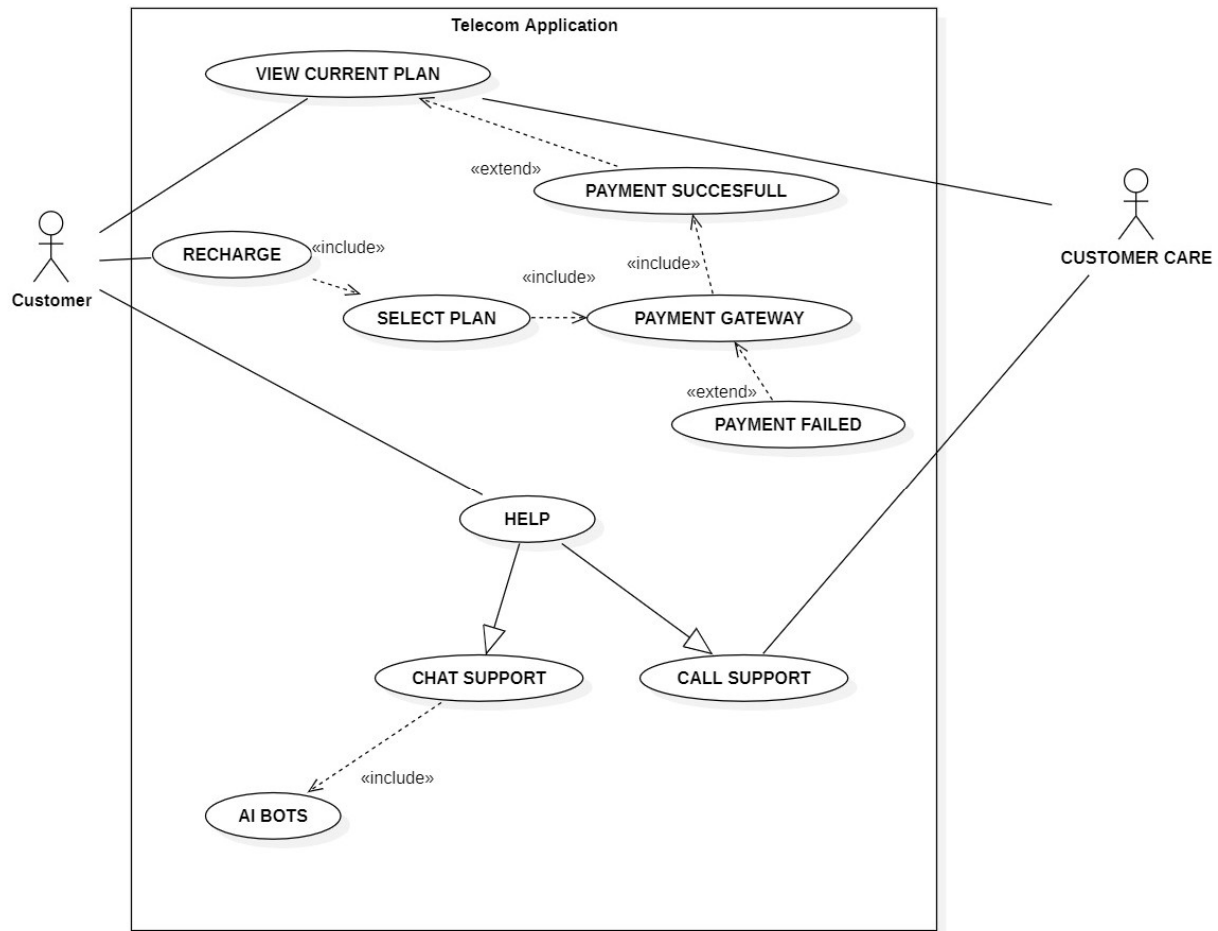 Telecom Application
VIEW CURRENT PLAN
«extend»
PAYMENT SUCCESFULL
RECHARGE
«include»
Customer
CUSTOMER CARE
«include»
«include»
SELECT PLAN
PAYMENT GATEWAY
«extend»
PAYMENT FAILED
HELP
CHAT SUPPORT
CALL SUPPORT
«include»
AI BOTS